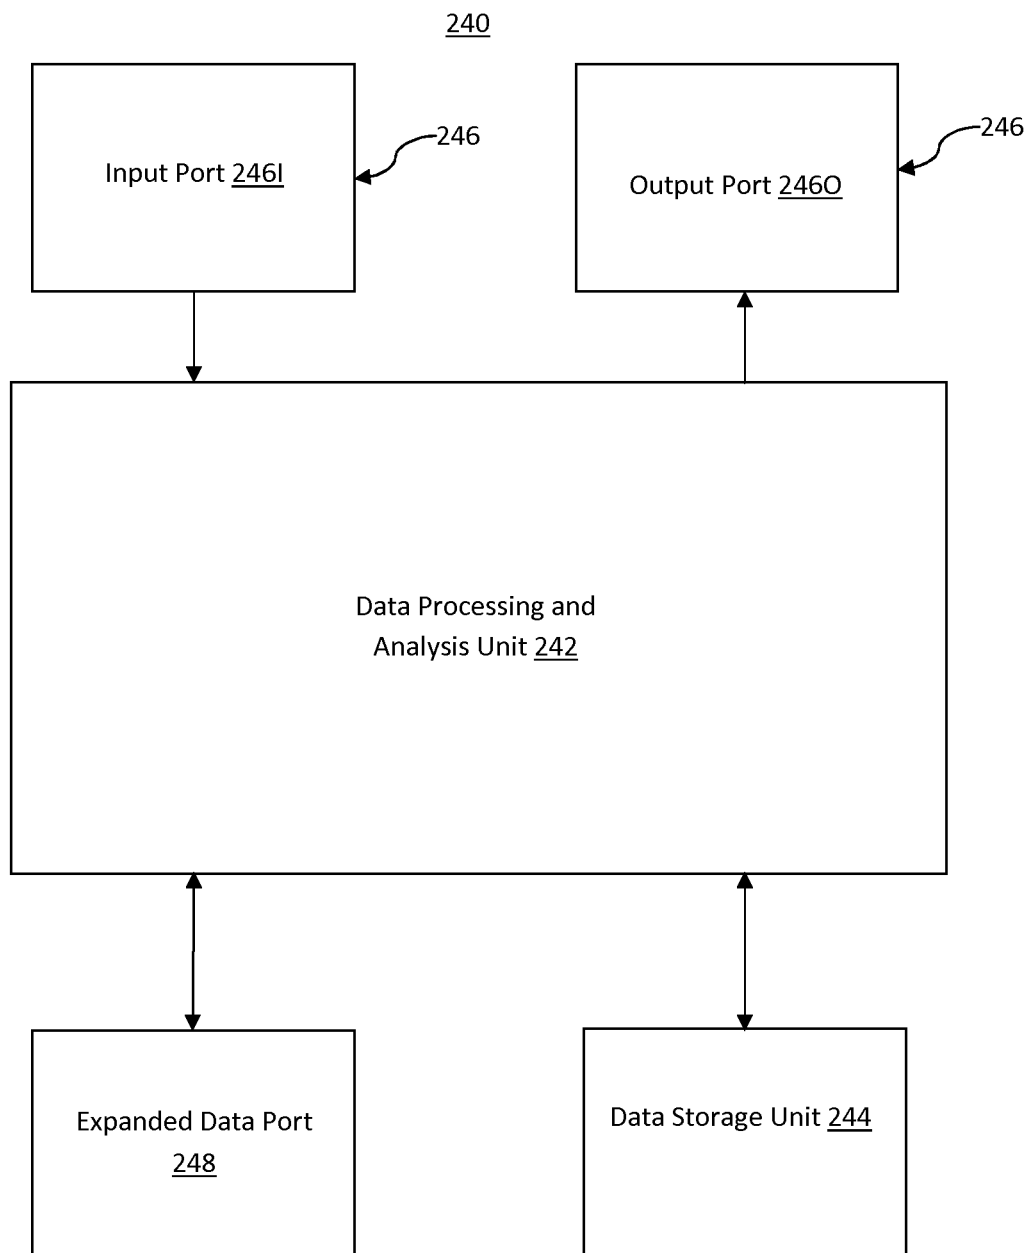 240
Input Port 246I
246
Output Port 246O
246
Data Processing and
Analysis Unit 242
Expanded Data Port
248
Data Storage Unit 244